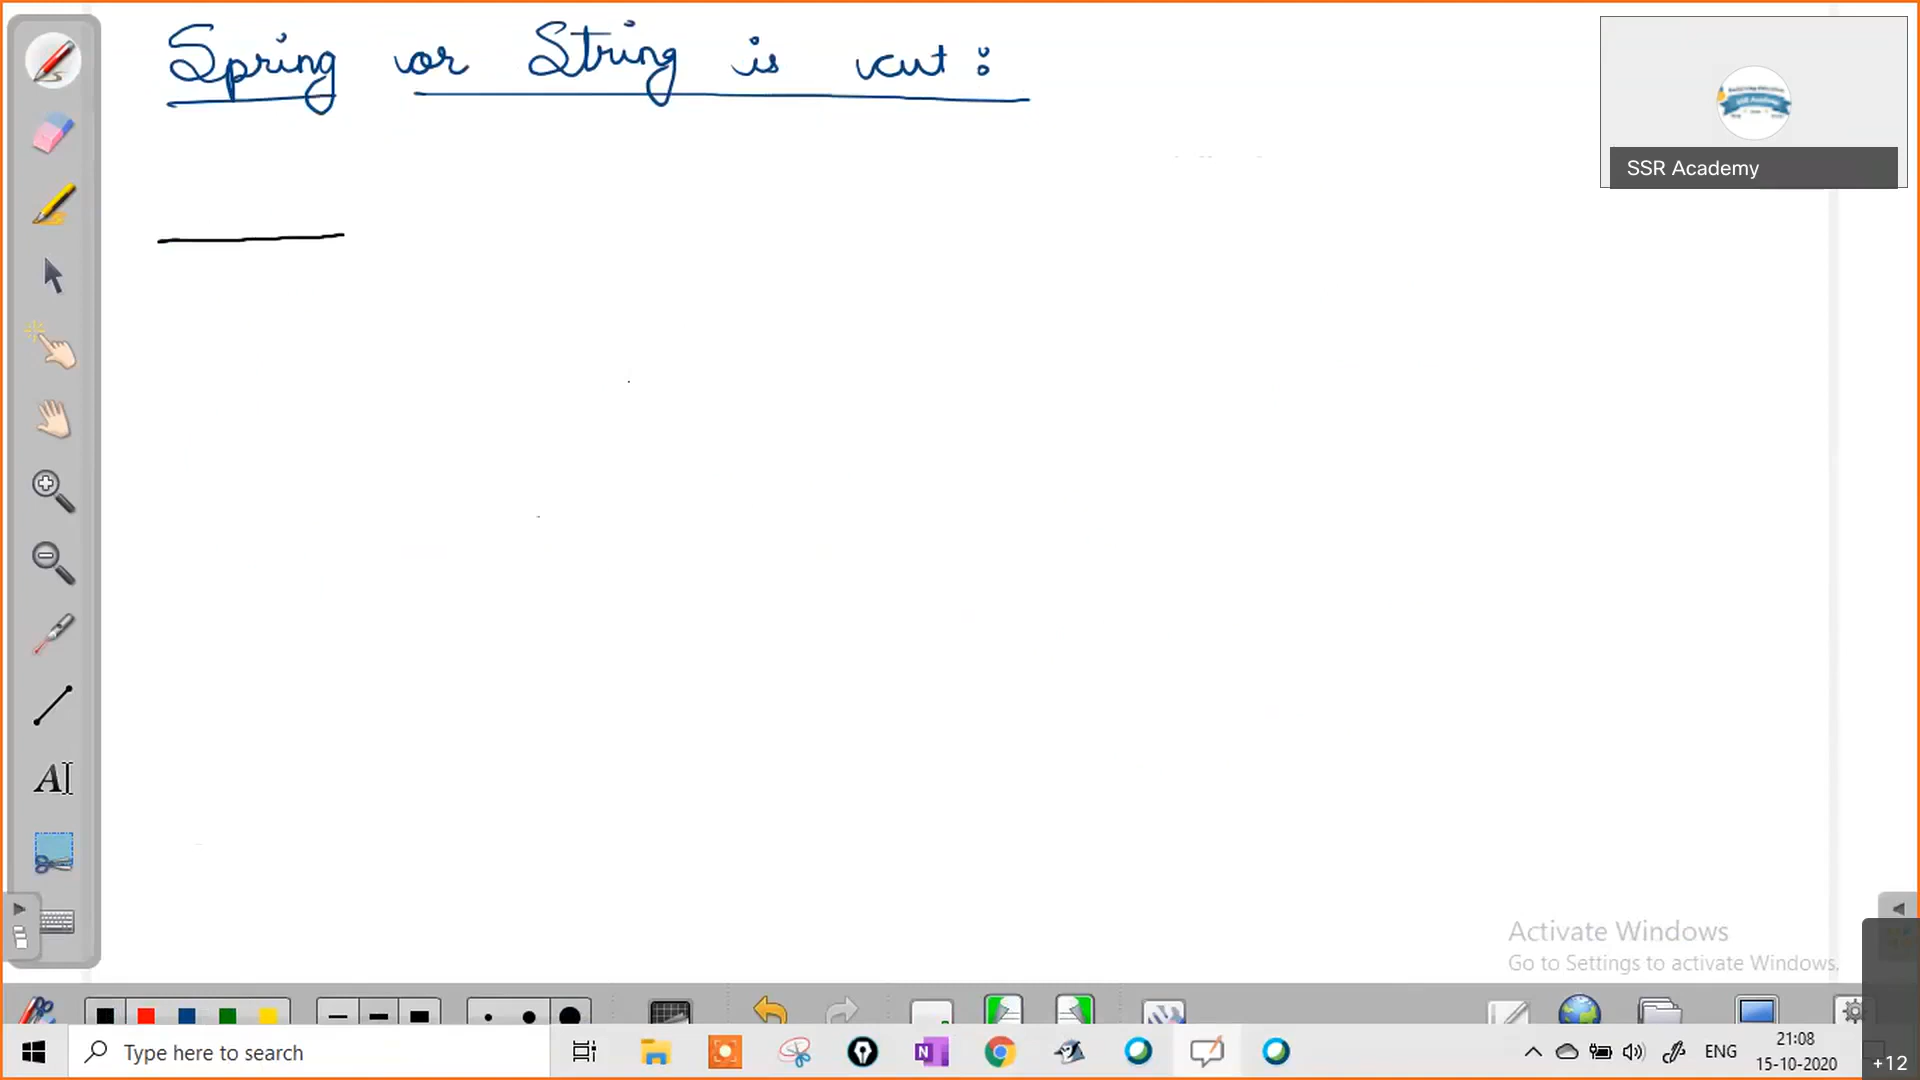 Spring or String is cut :
SSR Academy
Activate Windows
Go to Settings to activate Windows.
Type here to search
ENG
21:08
15-10-2020
+12